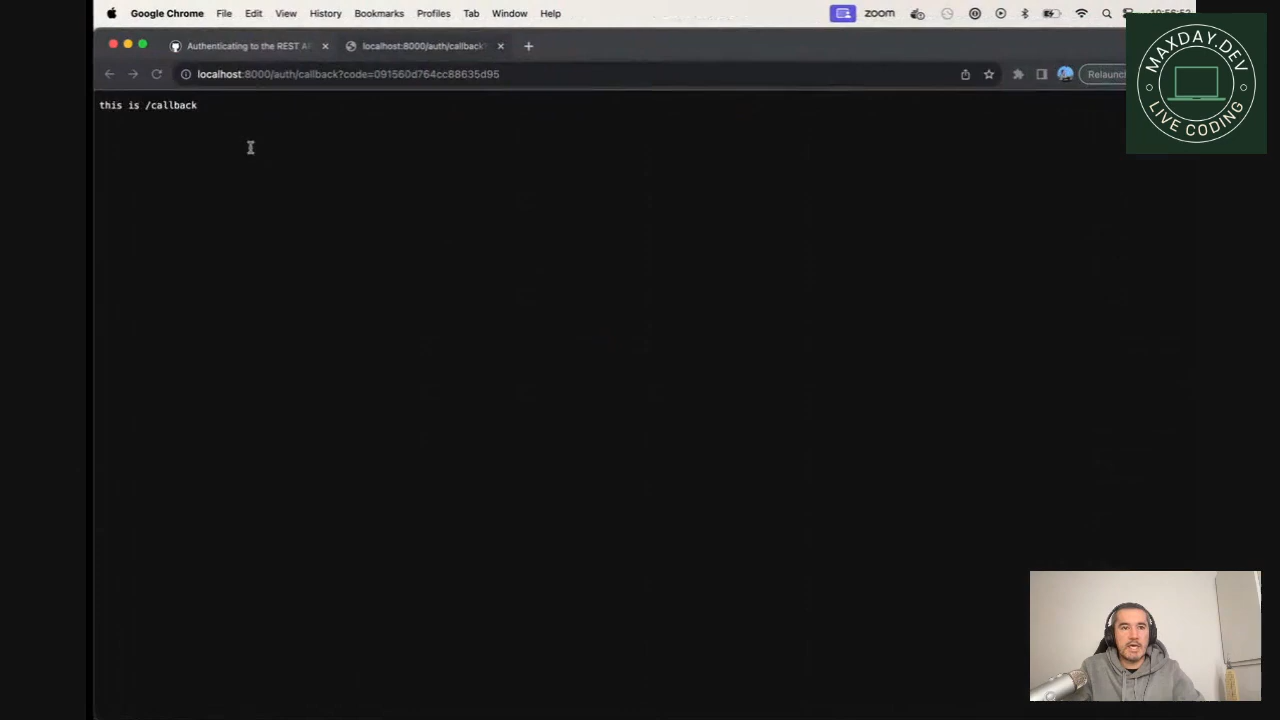 Google Chrome File Edit View History Bookmarks Profiles Tab Window Help zoom
Authenticating to the REST A
localhost:8000/auth/callback?
localhost:8000/auth/callback?code=091560d764cc88635d95
Relaunc
this is /callback
MAXDAY.DEV
LIVE CODING